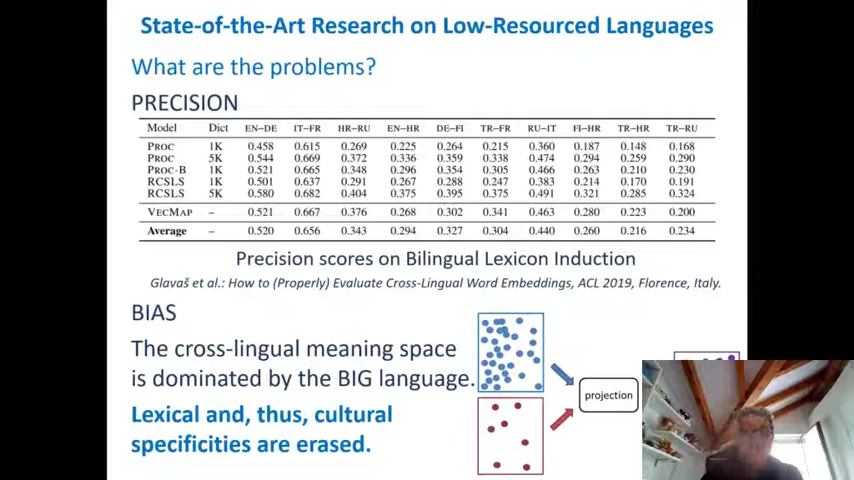 State-of-the-Art Research on Low-Resourced Languages
What are the problems?
PRECISION
Model Dict EN–DE IT–FR HR–RU EN–HR DE–FI TR–FR RU–IT FI–HR TR–HR TR–RU
PROC 1K 0.458 0.615 0.269 0.225 0.264 0.215 0.360 0.187 0.148 0.168
PROC 5K 0.544 0.669 0.372 0.336 0.359 0.338 0.474 0.294 0.259 0.290
PROC-B 1K 0.521 0.665 0.348 0.296 0.354 0.305 0.466 0.263 0.210 0.230
RCSLS 1K 0.501 0.637 0.291 0.267 0.288 0.247 0.383 0.214 0.170 0.191
RCSLS 5K 0.580 0.682 0.404 0.375 0.395 0.375 0.491 0.321 0.285 0.324
VECMAP – 0.521 0.667 0.376 0.268 0.302 0.341 0.463 0.280 0.223 0.200
Average – 0.520 0.656 0.343 0.294 0.327 0.304 0.440 0.260 0.216 0.234
Precision scores on Bilingual Lexicon Induction
Glavaš et al.: How to (Properly) Evaluate Cross-Lingual Word Embeddings, ACL 2019, Florence, Italy.
BIAS
The cross-lingual meaning space
is dominated by the BIG language.
Lexical and, thus, cultural
specificities are erased.
projection